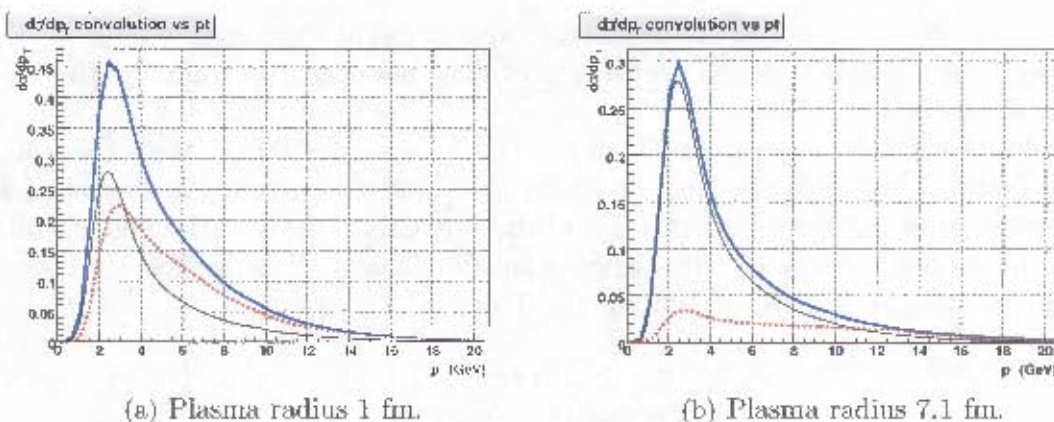 dσ/dp_T convolution vs pt
dσ/dp_T
0.45
0.4
0.35
0.3
0.25
0.2
0.15
0.1
0.05
0
0 2 4 6 8 10 12 14 16 18 20
p (GeV)
(a) Plasma radius 1 fm.
dσ/dp_T convolution vs pt
dσ/dp_T
0.3
0.25
0.2
0.15
0.1
0.05
0
0 2 4 6 8 10 12 14 16 18 20
p (GeV)
(b) Plasma radius 7.1 fm.